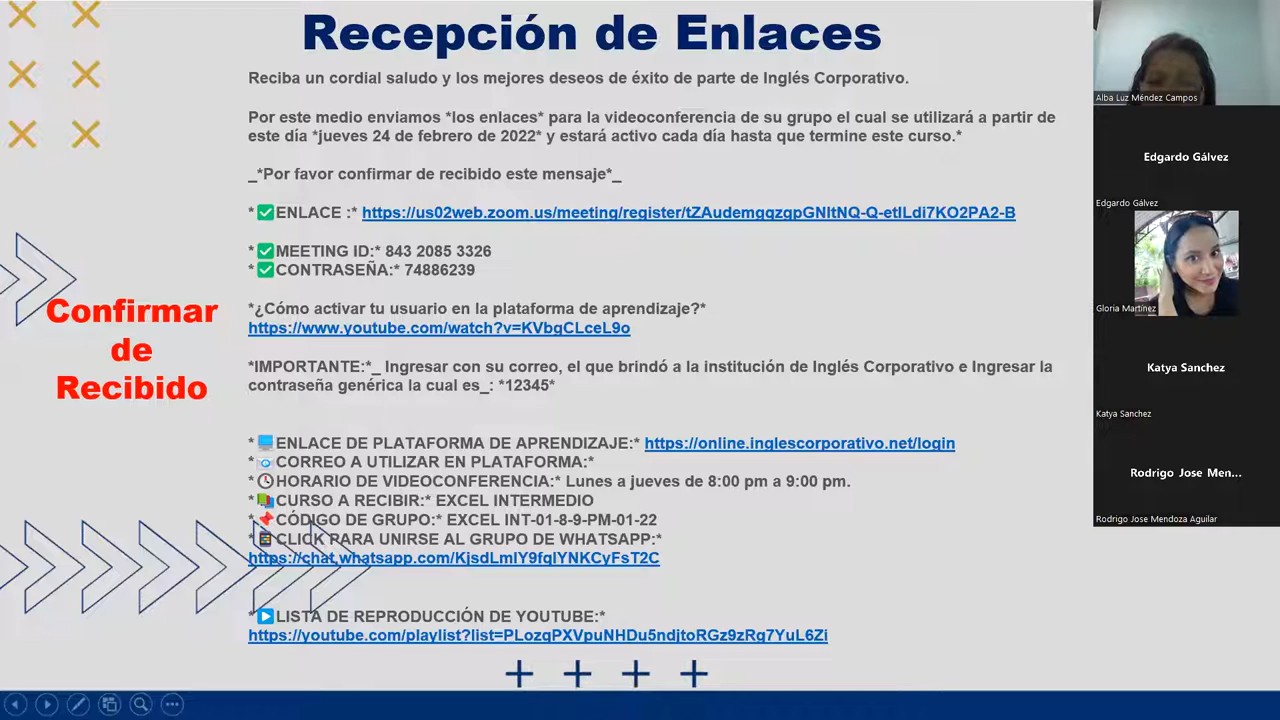 Recepción de Enlaces
Reciba un cordial saludo y los mejores deseos de éxito de parte de Inglés Corporativo.
Por este medio enviamos *los enlaces* para la videoconferencia de su grupo el cual se utilizará a partir de
este día *jueves 24 de febrero de 2022* y estará activo cada día hasta que termine este curso.*
_*Por favor confirmar de recibido este mensaje*_
*✅ENLACE :* https://us02web.zoom.us/meeting/register/tZAudemgqzgpGNItNQ-Q-etILdi7KO2PA2-B
*✅MEETING ID:* 843 2085 3326
*✅CONTRASEÑA:* 74886239
Confirmar
de
Recibido
*¿Cómo activar tu usuario en la plataforma de aprendizaje?*
https://www.youtube.com/watch?v=KVbgCLceL9o
*IMPORTANTE:*_ Ingresar con su correo, el que brindó a la institución de Inglés Corporativo e Ingresar la
contraseña genérica la cual es_: *12345*
*💻ENLACE DE PLATAFORMA DE APRENDIZAJE:* https://online.inglescorporativo.net/login
*📧CORREO A UTILIZAR EN PLATAFORMA:*
*🕓HORARIO DE VIDEOCONFERENCIA:* Lunes a jueves de 8:00 pm a 9:00 pm.
*📚CURSO A RECIBIR:* EXCEL INTERMEDIO
*📌CÓDIGO DE GRUPO:* EXCEL INT-01-8-9-PM-01-22
*📱CLICK PARA UNIRSE AL GRUPO DE WHATSAPP:*
https://chat.whatsapp.com/KjsdLmIY9fqIYNKCyFsT2C
*▶LISTA DE REPRODUCCIÓN DE YOUTUBE:*
https://youtube.com/playlist?list=PLozqPXVpuNHDu5ndjtoRGz9zRg7YuL6Zi
Alba Luz Méndez Campos
Edgardo Gálvez
Edgardo Gálvez
Gloria Martinez
Katya Sanchez
Katya Sanchez
Rodrigo Jose Men...
Rodrigo Jose Mendoza Aguilar